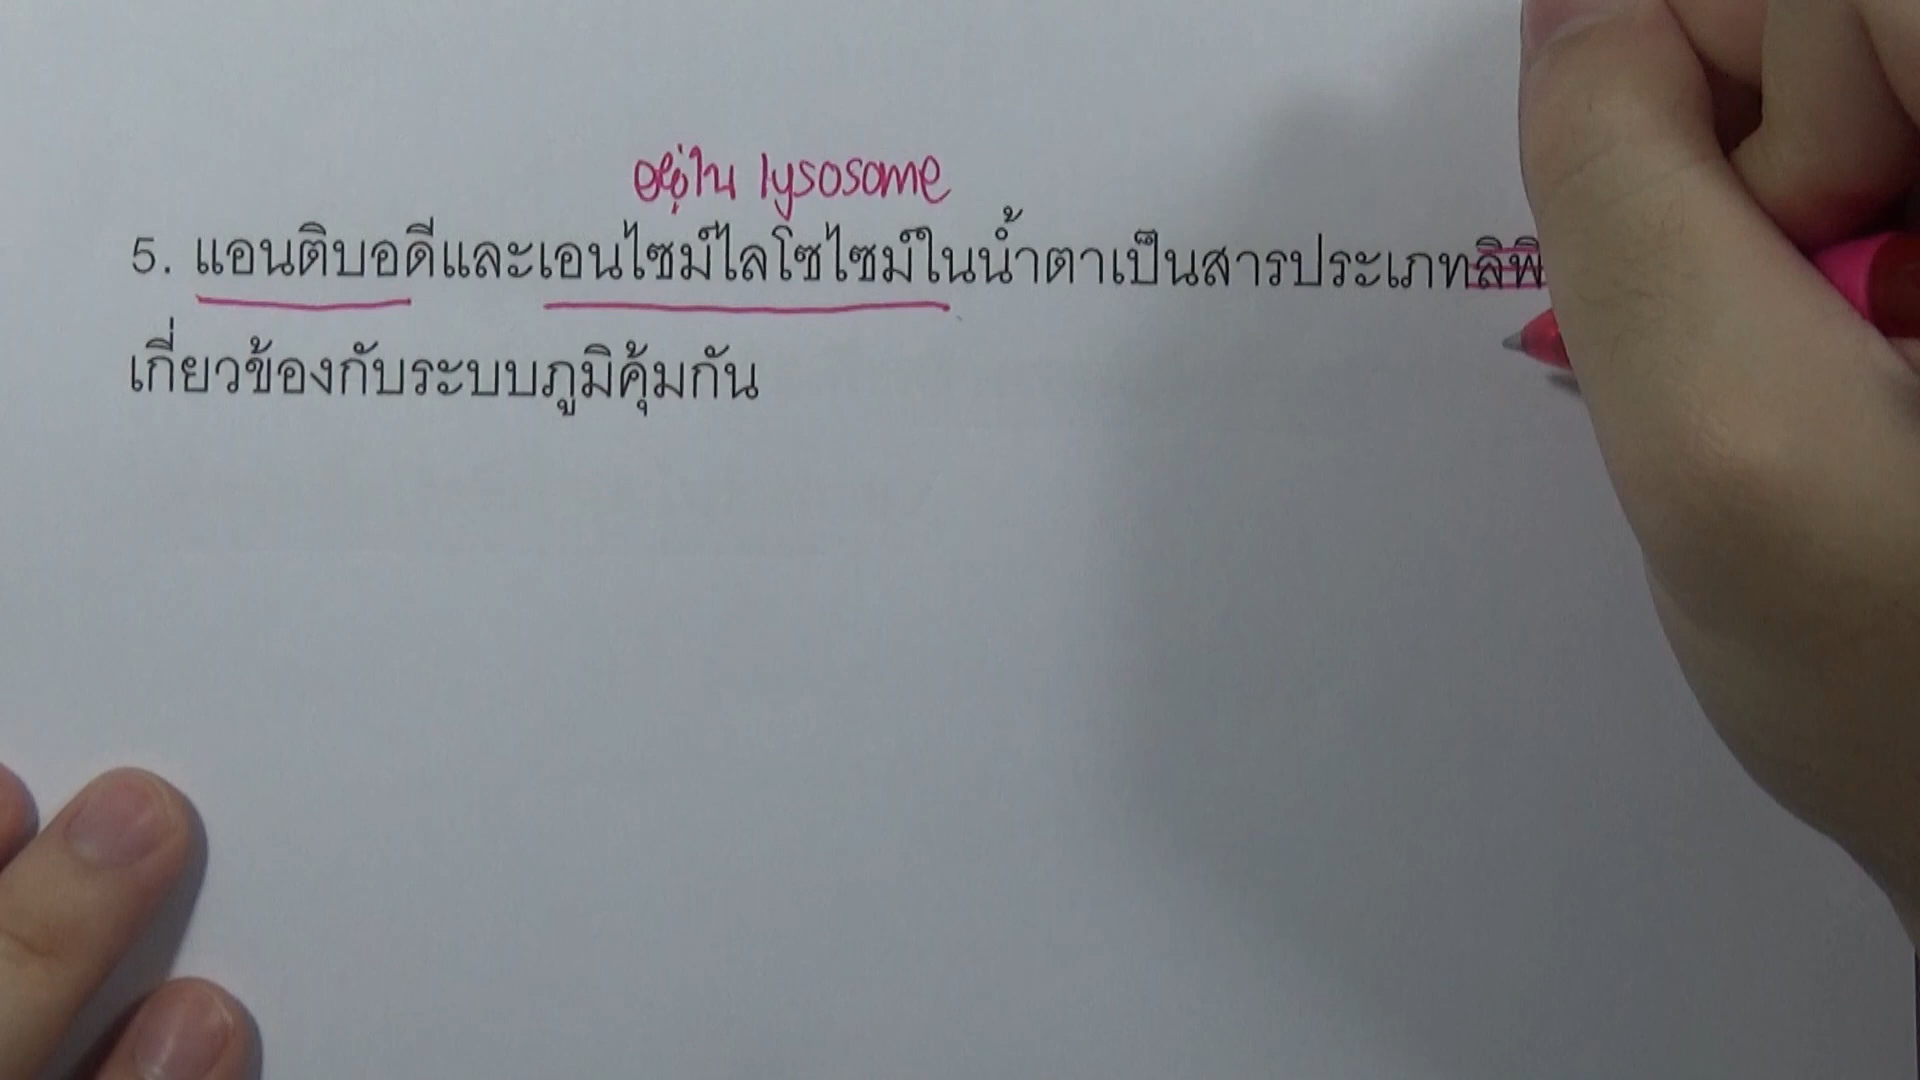 อยู่ใน lysosome
5. แอนติบอดีและเอนไซม์ไลโซไซม์ในน้ำตาเป็นสารประเภทลิพิ
เกี่ยวข้องกับระบบภูมิคุ้มกัน